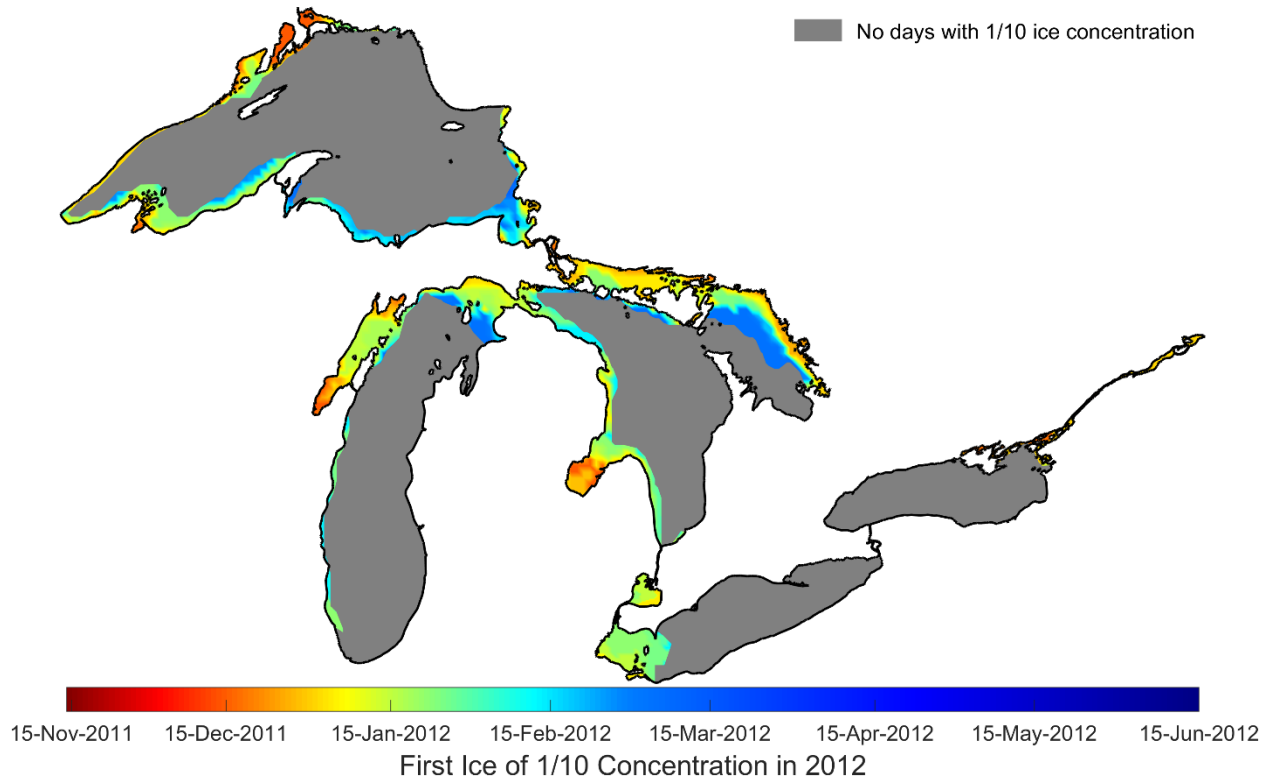 No days with 1/10 ice concentration
15-Nov-2011 15-Dec-2011 15-Jan-2012 15-Feb-2012 15-Mar-2012 15-Apr-2012 15-May-2012 15-Jun-2012
First Ice of 1/10 Concentration in 2012